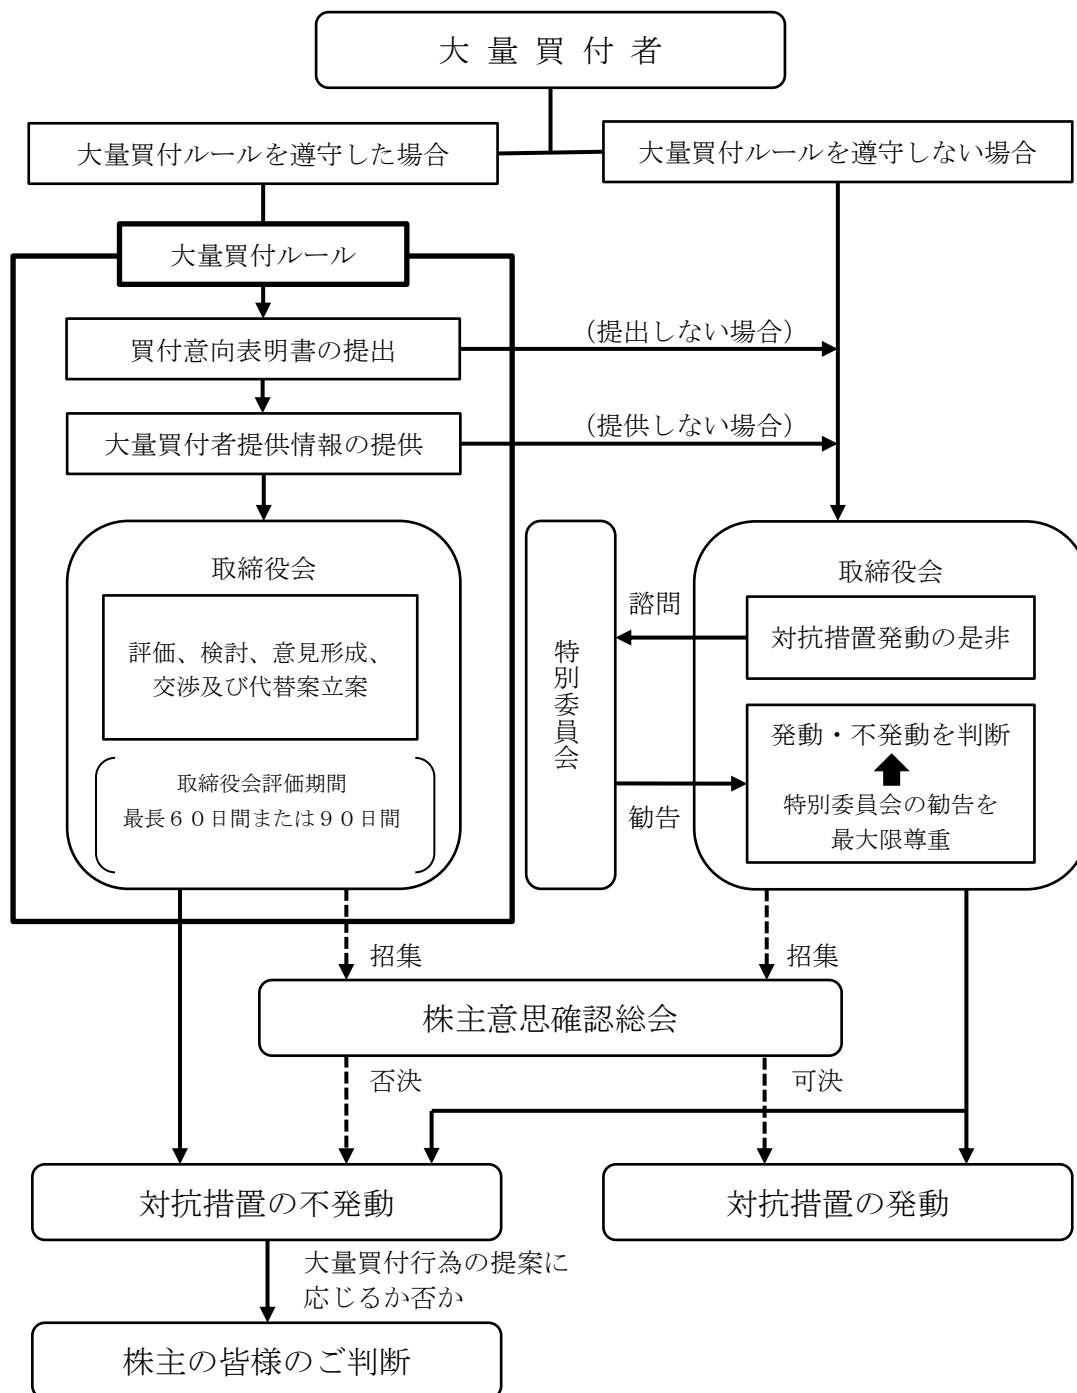 大量買付者
大量買付ルールを遵守した場合
大量買付ルールを遵守しない場合
大量買付ルール
買付意向表明書の提出
（提出しない場合）
大量買付者提供情報の提供
（提供しない場合）
取締役会
評価、検討、意見形成、
交渉及び代替案立案
取締役会評価期間
最長６０日間または９０日間
特別委員会
諮問
勧告
取締役会
対抗措置発動の是非
発動・不発動を判断
特別委員会の勧告を
最大限尊重
招集
招集
株主意思確認総会
否決
可決
対抗措置の不発動
対抗措置の発動
大量買付行為の提案に
応じるか否か
株主の皆様のご判断